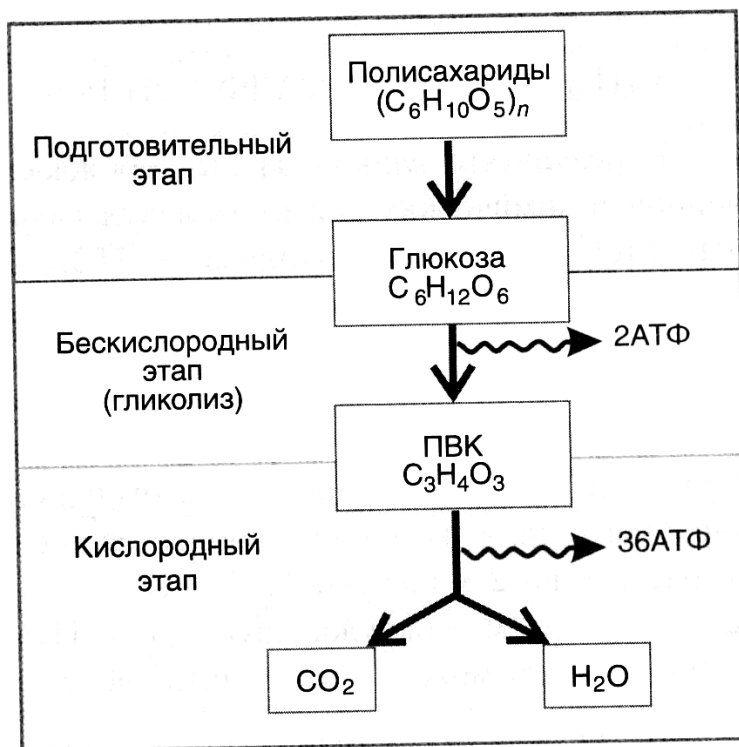 Полисахариды
(C₆H₁₀O₅)ₙ
Подготовительный
этап
Глюкоза
C₆H₁₂O₆
Бескислородный
этап
(гликолиз)
2АТФ
ПВК
C₃H₄O₃
Кислородный
этап
36АТФ
CO₂
H₂O